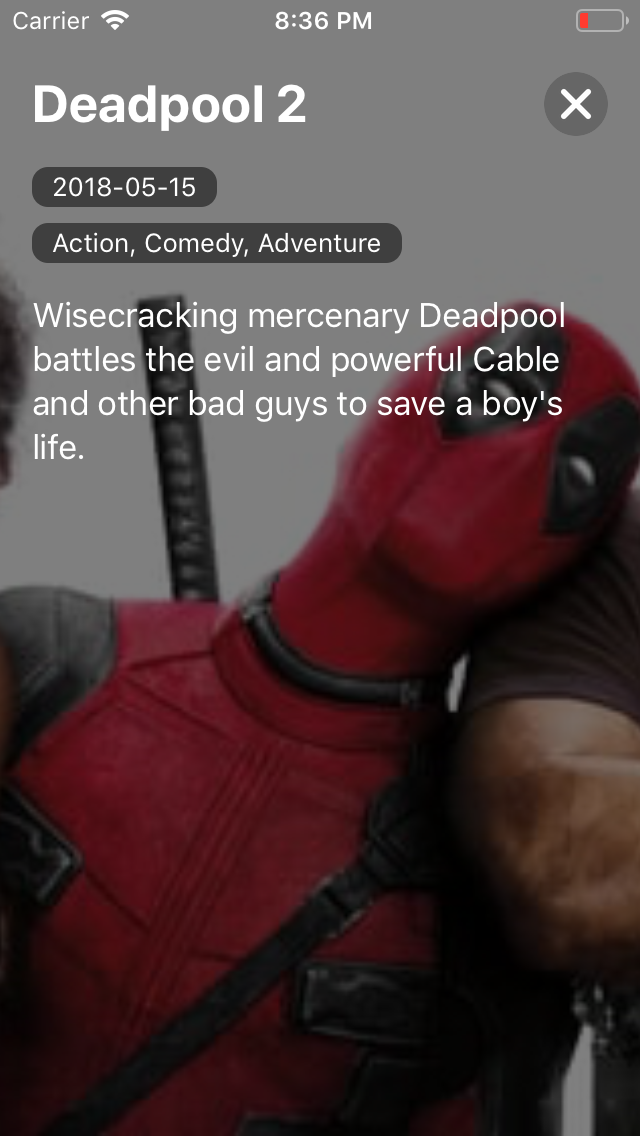 Carrier 8:36 PM
Deadpool 2
2018-05-15
Action, Comedy, Adventure
Wisecracking mercenary Deadpool
battles the evil and powerful Cable
and other bad guys to save a boy's
life.